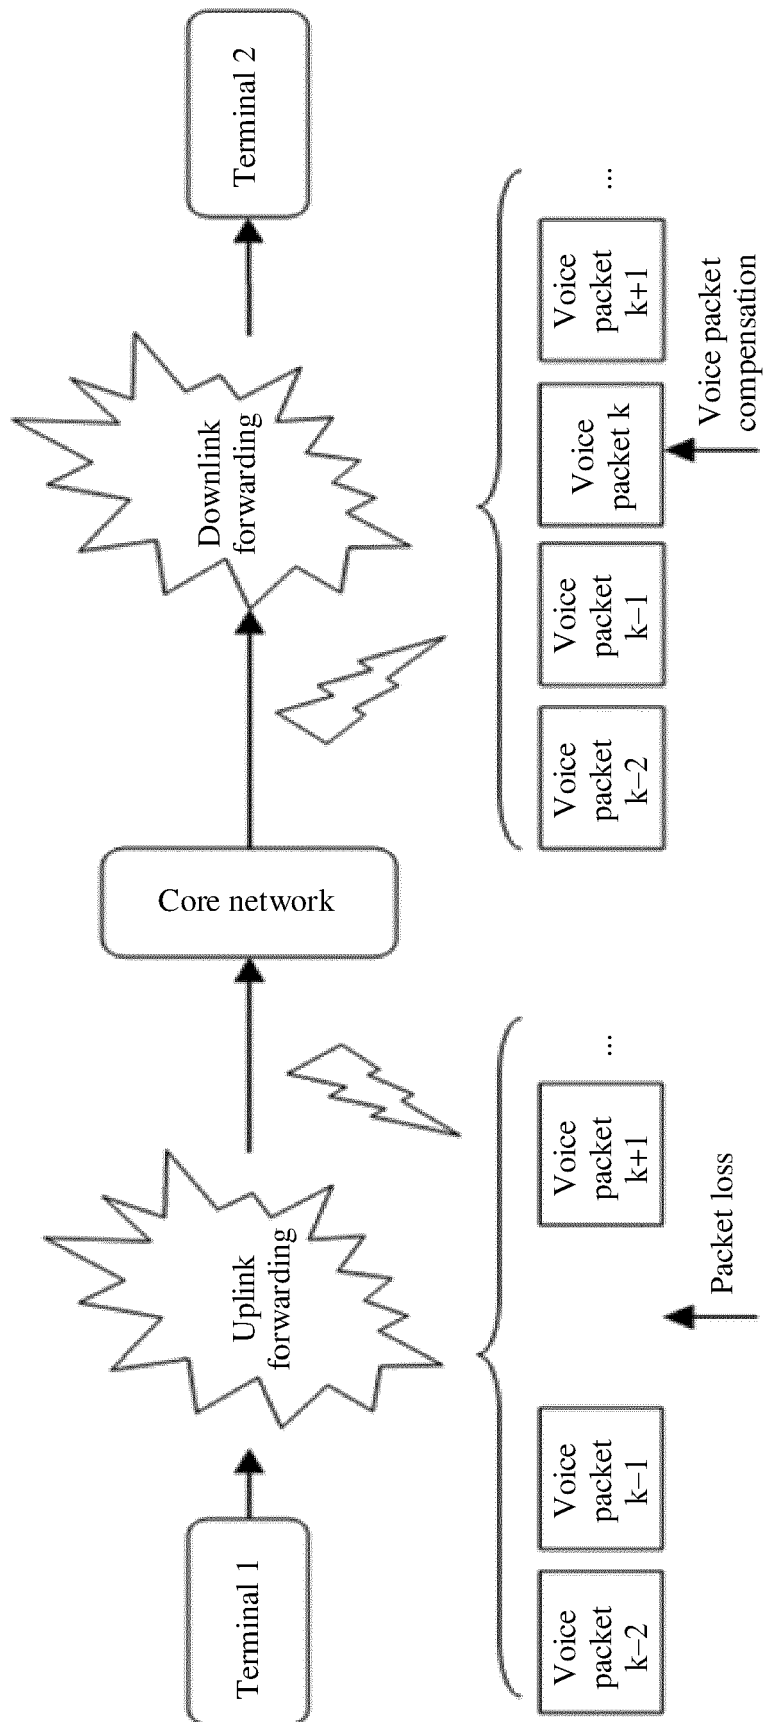 Terminal 1
Uplink
forwarding
Core network
Downlink
forwarding
Terminal 2
Voice
packet
k–2
Voice
packet
k–1
Voice
packet
k+1
...
Packet loss
Voice
packet
k–2
Voice
packet
k–1
Voice
packet k
Voice
packet
k+1
...
Voice packet
compensation